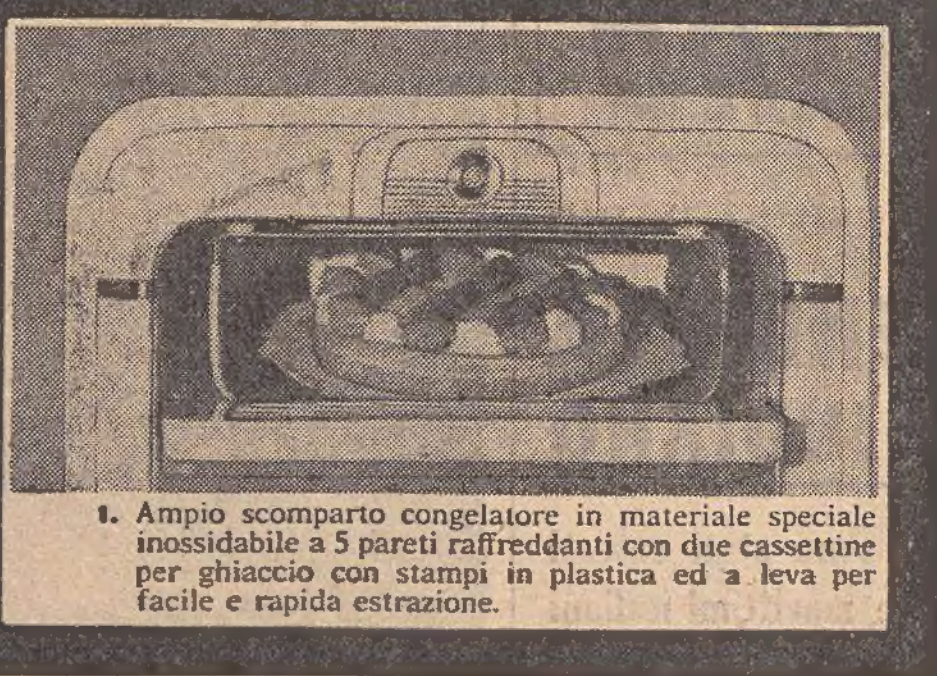 1. Ampio scomparto congelatore in materiale speciale
inossidabile a 5 pareti raffreddanti con due cassettine
per ghiaccio con stampi in plastica ed a leva per
facile e rapida estrazione.